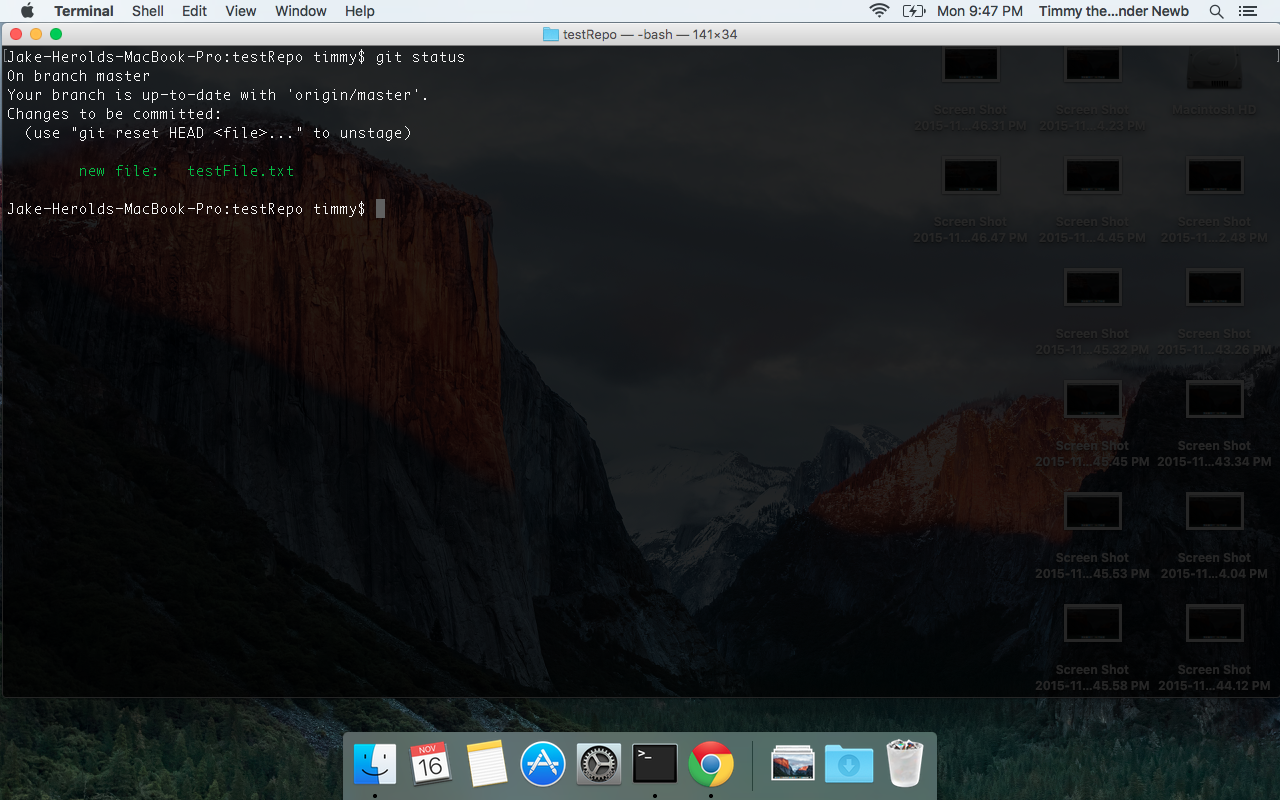 Terminal Shell Edit View Window Help Mon 9:47 PM Timmy the...nder Newb
testRepo — -bash — 141×34
[Jake-Herolds-MacBook-Pro:testRepo timmy$ git status ]
On branch master
Your branch is up-to-date with 'origin/master'.
Changes to be committed:
(use "git reset HEAD <file>..." to unstage)
new file: testFile.txt
Jake-Herolds-MacBook-Pro:testRepo timmy$
Screen Shot Screen Shot Macintosh HD
2015-11...46.31 PM 2015-11...4.23 PM
Screen Shot Screen Shot Screen Shot
2015-11...46.47 PM 2015-11...4.45 PM 2015-11...2.48 PM
Screen Shot Screen Shot
2015-11...45.32 PM 2015-11...43.26 PM
Screen Shot Screen Shot
2015-11...45.45 PM 2015-11...43.34 PM
Screen Shot Screen Shot
2015-11...45.53 PM 2015-11...4.04 PM
Screen Shot Screen Shot
2015-11...45.58 PM 2015-11...44.12 PM
NOV
16
>_